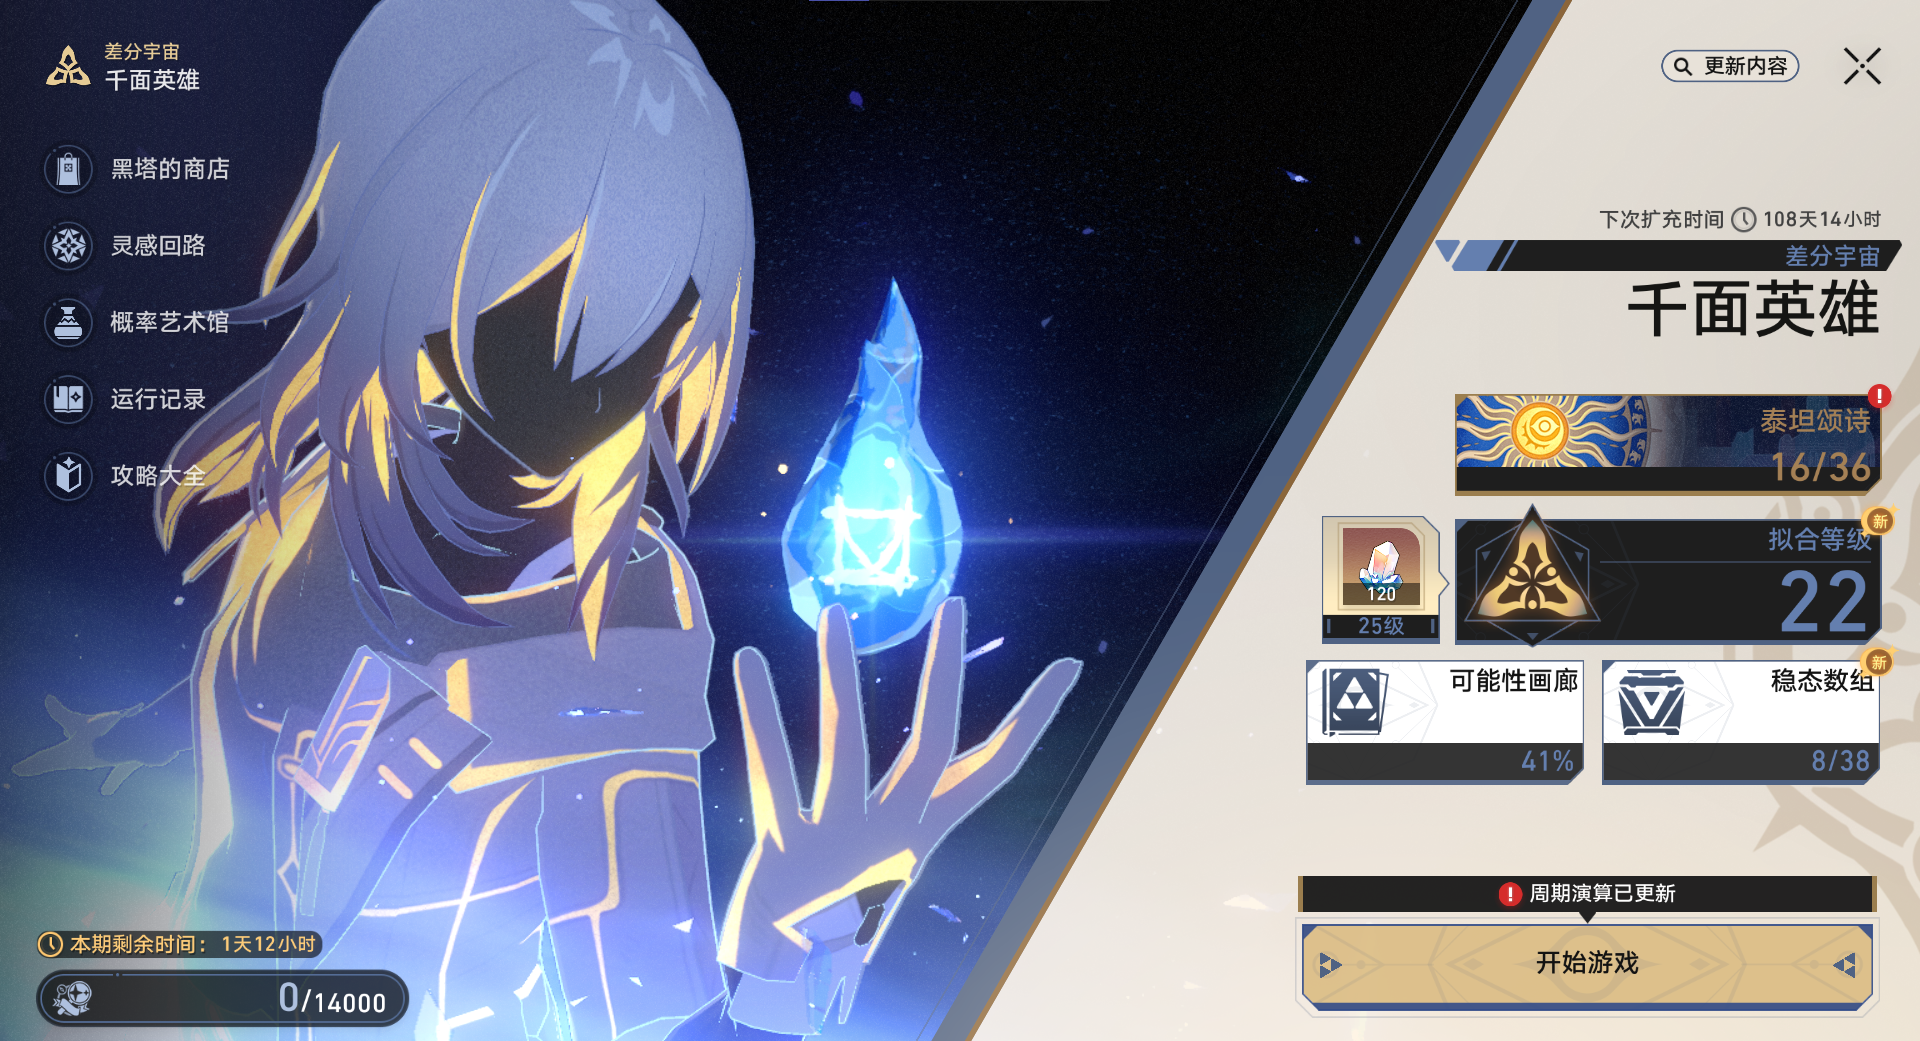 差分宇宙
千面英雄
黑塔的商店
灵感回路
概率艺术馆
运行记录
攻略大全
本期剩余时间：1天12小时
0/14000
更新内容
下次扩充时间 108天14小时
差分宇宙
千面英雄
泰坦颂诗
16/36
新
拟合等级
22
120
25级
新
可能性画廊
41%
稳态数组
8/38
周期演算已更新
开始游戏